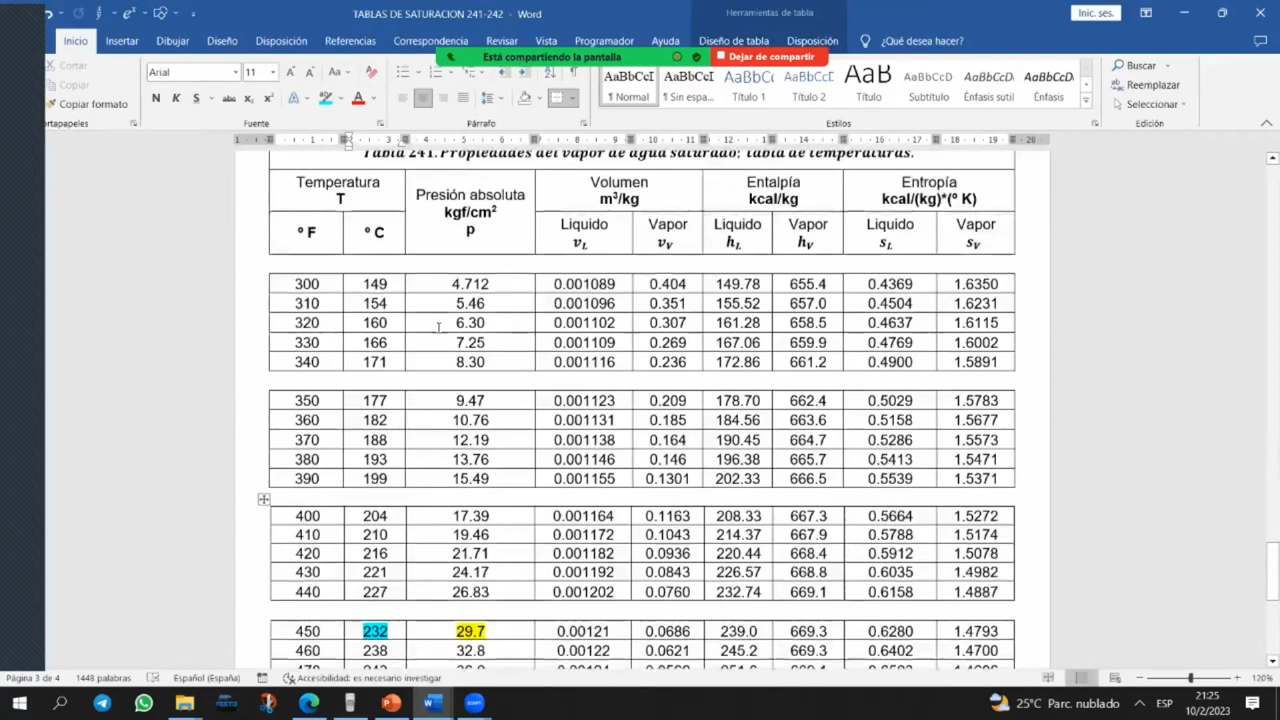 TABLAS DE SATURACION 241-242 - Word
Herramientas de tabla
Inic. ses.
Inicio Insertar Dibujar Diseño Disposición Referencias Correspondencia Revisar Vista Programador Ayuda Diseño de tabla Disposición ¿Qué desea hacer?
Está compartiendo la pantalla Dejar de compartir
Cortar
Copiar
Copiar formato
ortapapeles
Arial 11
N K S abc x₂ x²
Fuente
Párrafo
AaBbCcI AaBbCcI AaBbC AaBbCcI AaB AaBbCcD AaBbCcDı AaBbCcDı
¶ Normal ¶ Sin espa... Título 1 Título 2 Título Subtítulo Énfasis sutil Énfasis
Estilos
Buscar
Reemplazar
Seleccionar
Edición
Tabla 241. Propiedades del vapor de agua saturado; tabla de temperaturas.
Temperatura T Presión absoluta kgf/cm² p Volumen m³/kg Entalpía kcal/kg Entropía kcal/(kg)*(º K)
º F º C Liquido v_L Vapor v_V Liquido h_L Vapor h_V Liquido s_L Vapor s_V
300 149 4.712 0.001089 0.404 149.78 655.4 0.4369 1.6350
310 154 5.46 0.001096 0.351 155.52 657.0 0.4504 1.6231
320 160 6.30 0.001102 0.307 161.28 658.5 0.4637 1.6115
330 166 7.25 0.001109 0.269 167.06 659.9 0.4769 1.6002
340 171 8.30 0.001116 0.236 172.86 661.2 0.4900 1.5891
350 177 9.47 0.001123 0.209 178.70 662.4 0.5029 1.5783
360 182 10.76 0.001131 0.185 184.56 663.6 0.5158 1.5677
370 188 12.19 0.001138 0.164 190.45 664.7 0.5286 1.5573
380 193 13.76 0.001146 0.146 196.38 665.7 0.5413 1.5471
390 199 15.49 0.001155 0.1301 202.33 666.5 0.5539 1.5371
400 204 17.39 0.001164 0.1163 208.33 667.3 0.5664 1.5272
410 210 19.46 0.001172 0.1043 214.37 667.9 0.5788 1.5174
420 216 21.71 0.001182 0.0936 220.44 668.4 0.5912 1.5078
430 221 24.17 0.001192 0.0843 226.57 668.8 0.6035 1.4982
440 227 26.83 0.001202 0.0760 232.74 669.1 0.6158 1.4887
450 232 29.7 0.00121 0.0686 239.0 669.3 0.6280 1.4793
460 238 32.8 0.00122 0.0621 245.2 669.3 0.6402 1.4700
Página 3 de 4 1448 palabras Español (España) Accesibilidad: es necesario investigar 120%
25°C Parc. nublado ESP 21:25
10/2/2023